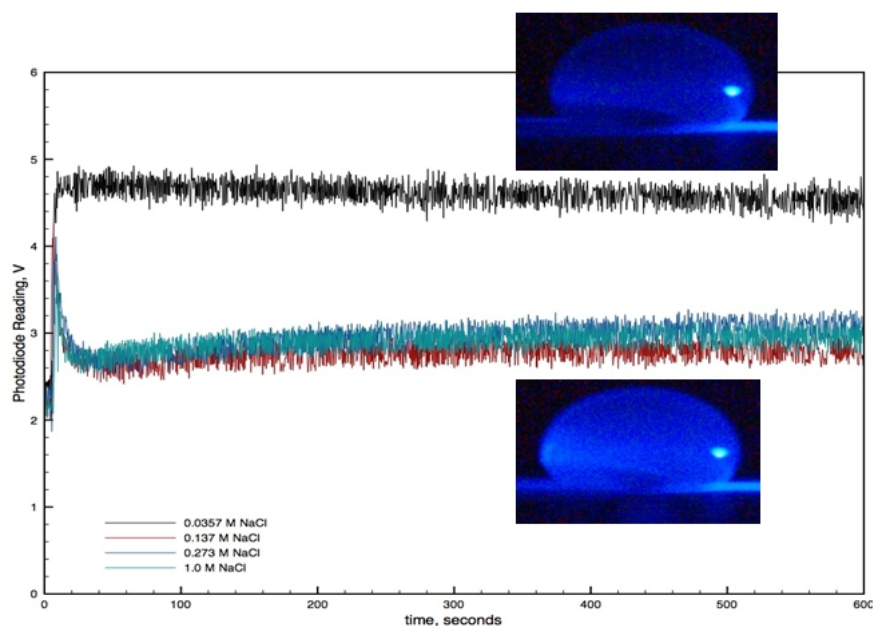 6
5
4
3
2
1
0
Photodiode Reading, V
0.0357 M NaCl
0.137 M NaCl
0.273 M NaCl
1.0 M NaCl
0 100 200 300 400 500 600
time, seconds